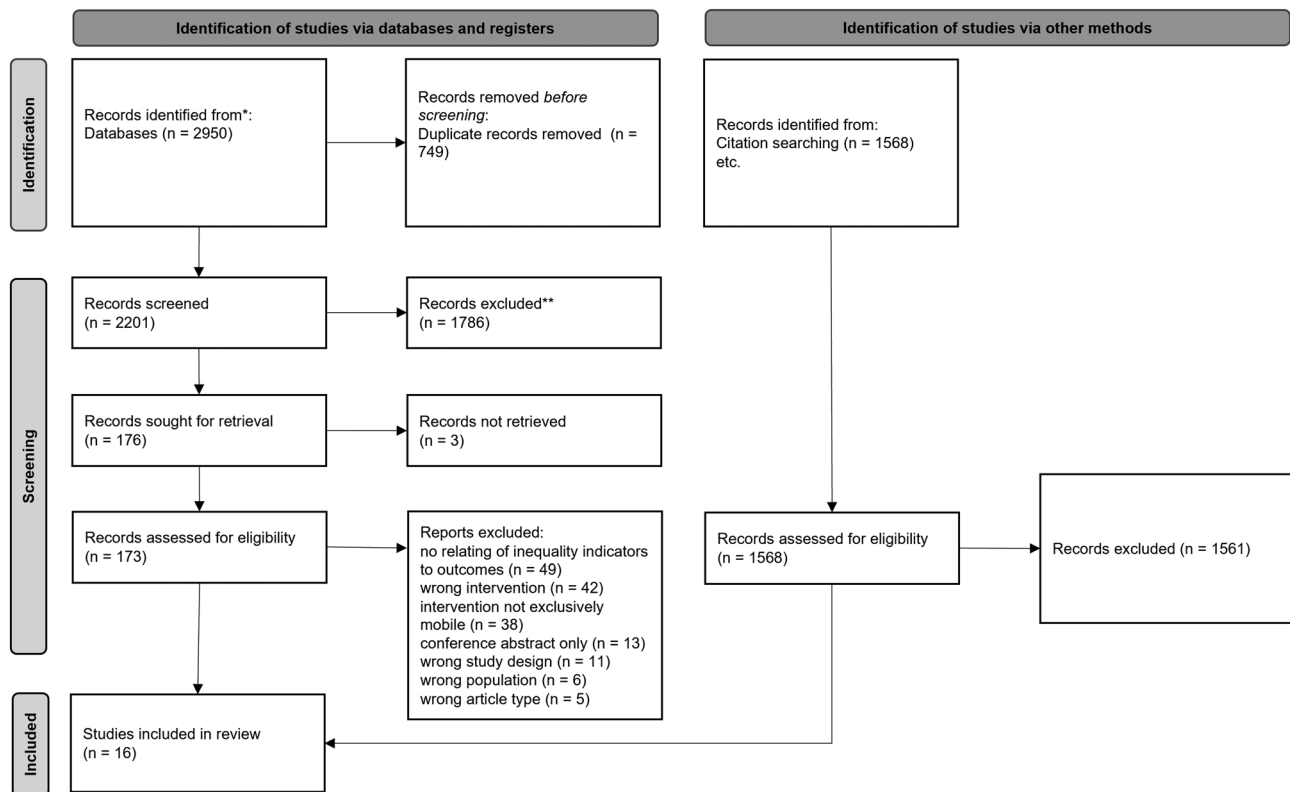 Identification of studies via databases and registers
Identification of studies via other methods
Identification
Records identified from*:
Databases (n = 2950)
Records removed before
screening:
Duplicate records removed (n =
749)
Records identified from:
Citation searching (n = 1568)
etc.
Screening
Records screened
(n = 2201)
Records excluded**
(n = 1786)
Records sought for retrieval
(n = 176)
Records not retrieved
(n = 3)
Records assessed for eligibility
(n = 173)
Reports excluded:
no relating of inequality indicators
to outcomes (n = 49)
wrong intervention (n = 42)
intervention not exclusively
mobile (n = 38)
conference abstract only (n = 13)
wrong study design (n = 11)
wrong population (n = 6)
wrong article type (n = 5)
Records assessed for eligibility
(n = 1568)
Records excluded (n = 1561)
Included
Studies included in review
(n = 16)